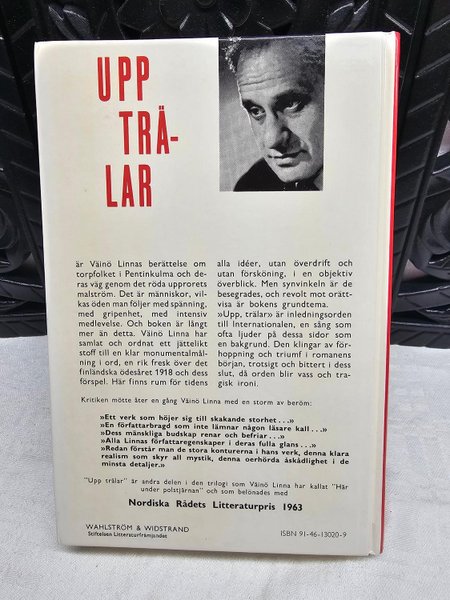 UPP
TRÄ-
LAR
är Väinö Linnas berättelse om
torpfolket i Pentinkulma och de-
ras väg genom det röda upprorets
malström. Det är människor, vil-
kas öden man följer med spänning,
med gripenhet, med intensiv
medlevelse. Och boken är långt
mer än detta. Väinö Linna har
samlat och ordnat ett jättelikt
stoff till en klar monumentalmål-
ning i ord, en rik fresk över det
finländska ödesåret 1918 och dess
förspel. Här finns rum för tidens
alla idéer, utan överdrift och
utan försköning, i en objektiv
överblick. Men synvinkeln är de
besegrades, och revolt mot orätt-
visa är bokens grundtema.
»Upp, trälar» är inledningsorden
till Internationalen, en sång som
ofta ljuder på dessa sidor som
en bakgrund. Den klingar av för-
hoppning och triumf i romanens
början, trotsigt och bittert i dess
slut, då orden blir vass och tra-
gisk ironi.
Kritiken mötte åter en gång Väinö Linna med en storm av beröm:
»Ett verk som höjer sig till skakande storhet...»
»En författarbragd som inte lämnar någon läsare kall...»
»Dess mänskliga budskap renar och befriar...»
»Alla Linnas författaregenskaper i deras fulla glans...»
»Redan förstår man de stora konturerna i hans verk, denna klara
realism som skyr all mystik, denna oerhörda åskådlighet i de
minsta detaljer.»
"Upp trälar" är andra delen i den trilogi som Väinö Linna har kallat "Här
under polstjärnan" och som belönades med
Nordiska Rådets Litteraturpris 1963
WAHLSTRÖM & WIDSTRAND
Stiftelsen Litteraturfrämjandet
ISBN 91-46-13020-9